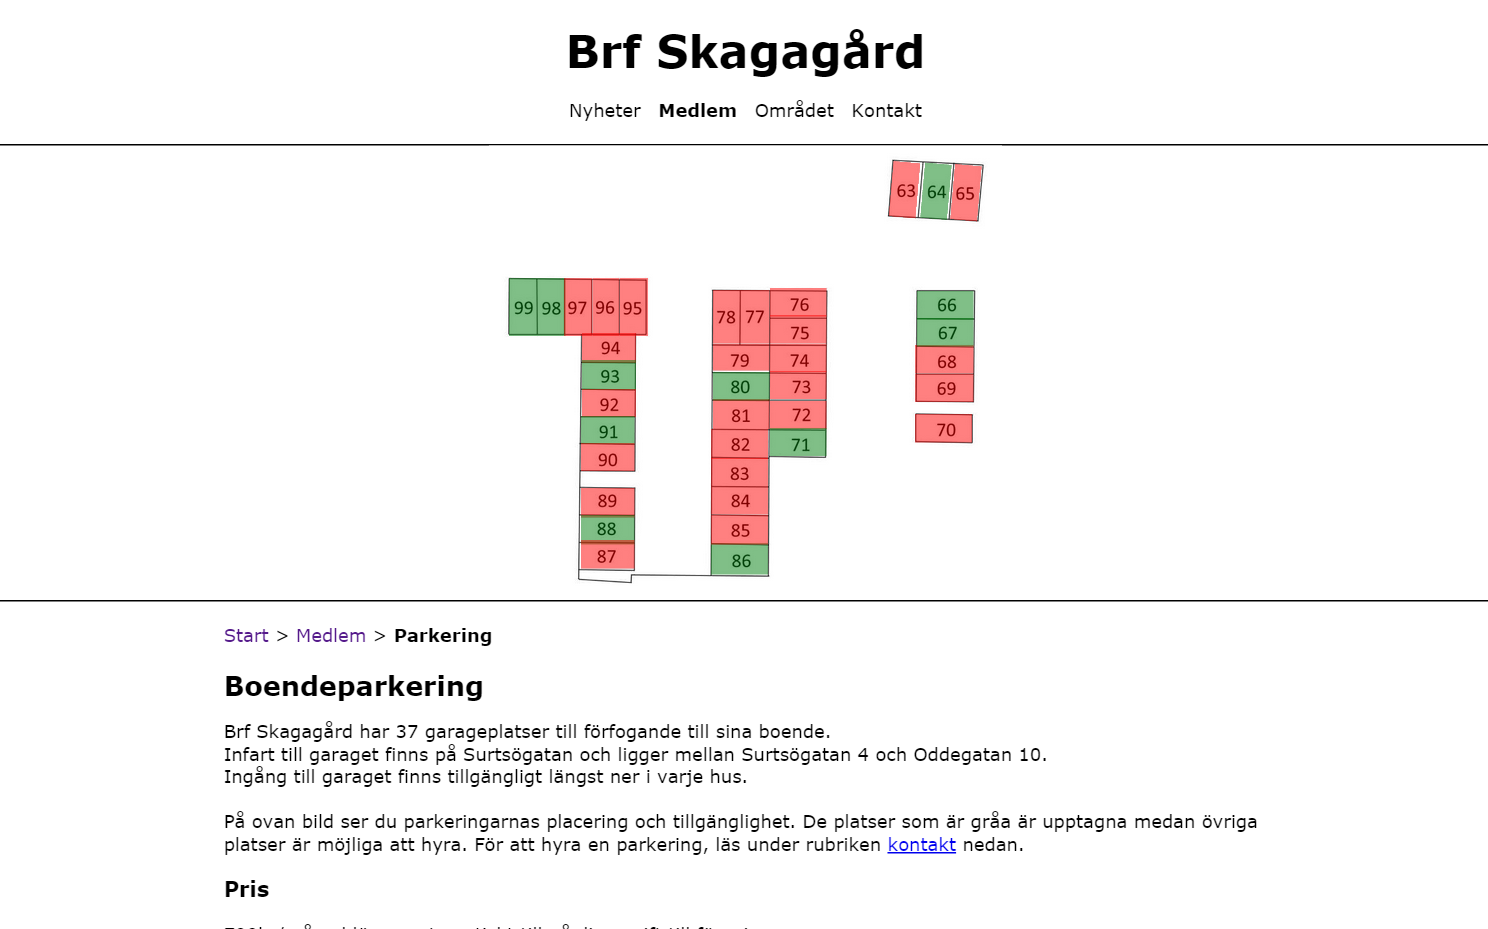 Brf Skagagård
Nyheter Medlem Området Kontakt
63 64 65
99 98 97 96 95
78 77
76
66
75
67
94
79
74
68
93
80
73
69
92
81
72
70
91
82
71
90
83
89
84
88
85
87
86
Start > Medlem > Parkering
Boendeparkering
Brf Skagagård har 37 garageplatser till förfogande till sina boende.
Infart till garaget finns på Surtsögatan och ligger mellan Surtsögatan 4 och Oddegatan 10.
Ingång till garaget finns tillgängligt längst ner i varje hus.
På ovan bild ser du parkeringarnas placering och tillgänglighet. De platser som är gråa är upptagna medan övriga
platser är möjliga att hyra. För att hyra en parkering, läs under rubriken kontakt nedan.
Pris